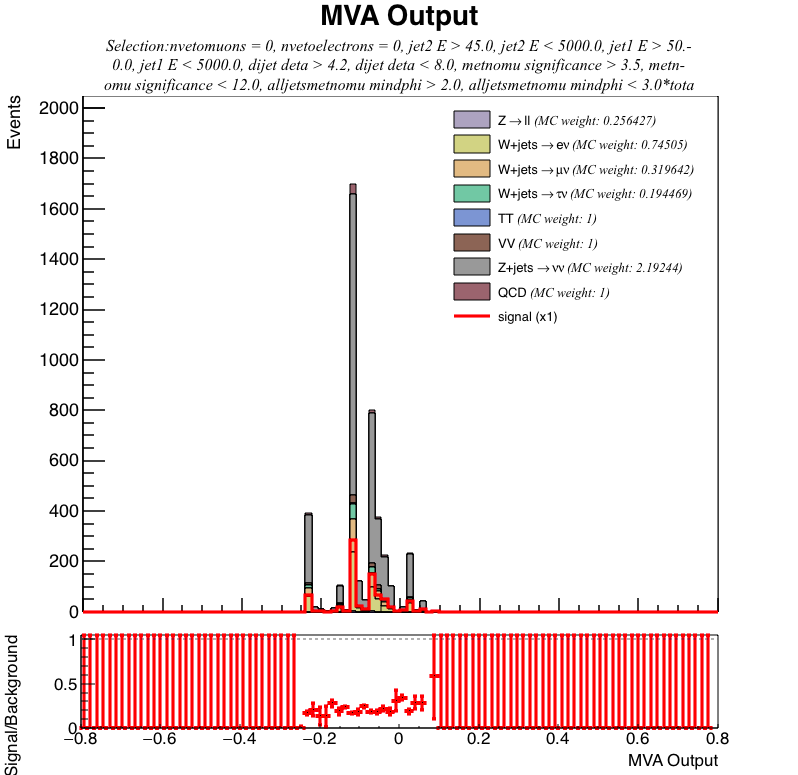 MVA Output
Selection:nvetomuons = 0, nvetoelectrons = 0, jet2 E > 45.0, jet2 E < 5000.0, jet1 E > 50.-
0.0, jet1 E < 5000.0, dijet deta > 4.2, dijet deta < 8.0, metnomu significance > 3.5, metn-
omu significance < 12.0, alljetsmetnomu mindphi > 2.0, alljetsmetnomu mindphi < 3.0*tota
Events
2000
1800
1600
1400
1200
1000
800
600
400
200
0
Z→ll (MC weight: 0.256427)
W+jets→eν (MC weight: 0.74505)
W+jets→μν (MC weight: 0.319642)
W+jets→τν (MC weight: 0.194469)
TT (MC weight: 1)
VV (MC weight: 1)
Z+jets→νν (MC weight: 2.19244)
QCD (MC weight: 1)
signal (x1)
Signal/Background
1
0.5
0
−0.8 −0.6 −0.4 −0.2 0 0.2 0.4 0.6 0.8
MVA Output